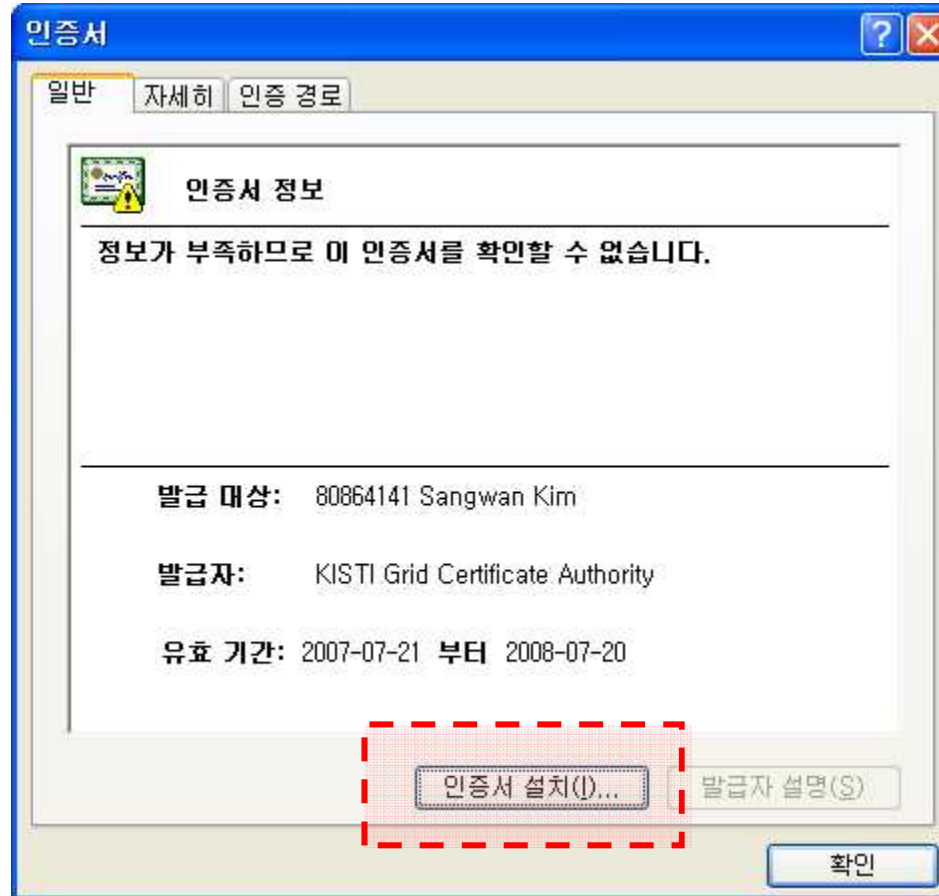 인증서
일반 자세히 인증 경로
인증서 정보
정보가 부족하므로 이 인증서를 확인할 수 없습니다.
발급 대상: 80864141 Sangwan Kim
발급자: KISTI Grid Certificate Authority
유효 기간: 2007-07-21 부터 2008-07-20
인증서 설치(I)... 발급자 설명(S)
확인